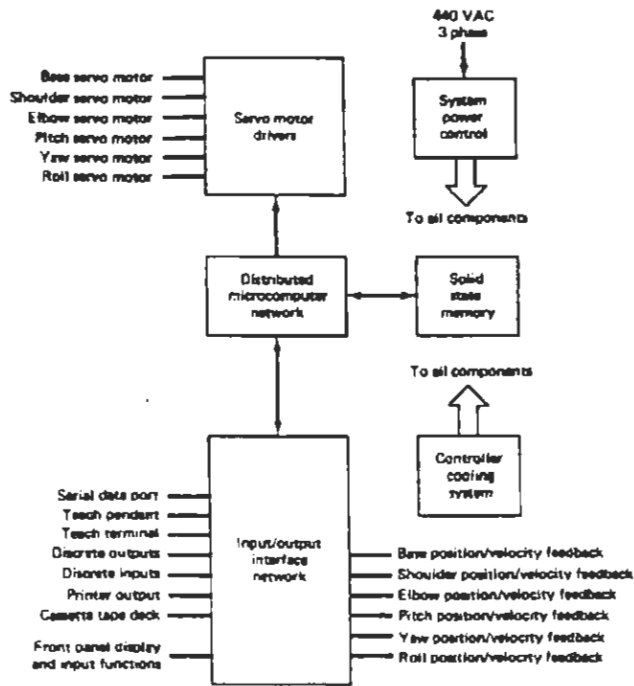 440 VAC
3 phase
Base servo motor
Shoulder servo motor
Elbow servo motor
Pitch servo motor
Yaw servo motor
Roll servo motor
Servo motor
drivers
System
power
control
To all components
Distributed
microcomputer
network
Solid
state
memory
To all components
Controller
cooling
system
Serial data port
Teach pendant
Teach terminal
Discrete outputs
Discrete inputs
Printer output
Cassette tape deck
Front panel display
and input functions
Input/output
interface
network
Base position/velocity feedback
Shoulder position/velocity feedback
Elbow position/velocity feedback
Pitch position/velocity feedback
Yaw position/velocity feedback
Roll position/velocity feedback